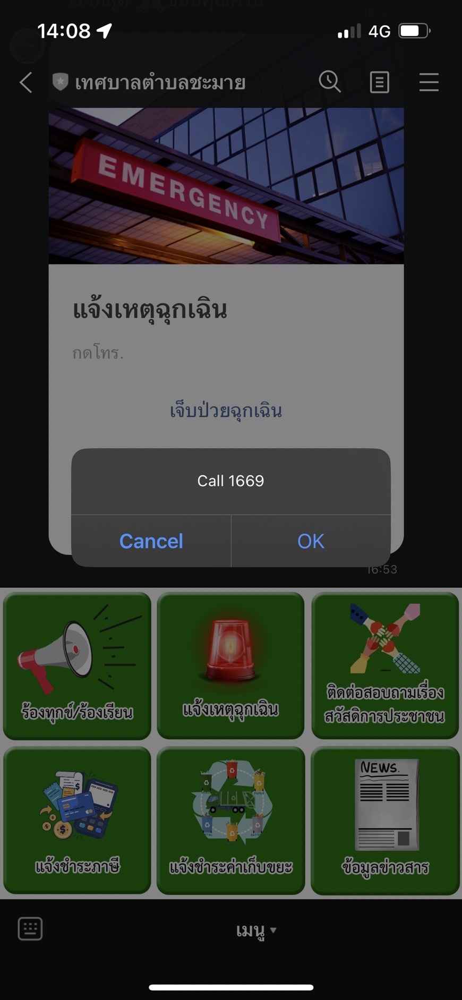 14:08
4G
เทศบาลตำบลชะมาย
EMERGENCY
แจ้งเหตุฉุกเฉิน
กดโทร.
เจ็บป่วยฉุกเฉิน
Call 1669
Cancel
OK
16:53
ร้องทุกข์/ร้องเรียน
แจ้งเหตุฉุกเฉิน
ติดต่อสอบถามเรื่อง
สวัสดิการประชาชน
NEWS.
แจ้งชำระภาษี
แจ้งชำระค่าเก็บขยะ
ข้อมูลข่าวสาร
เมนู